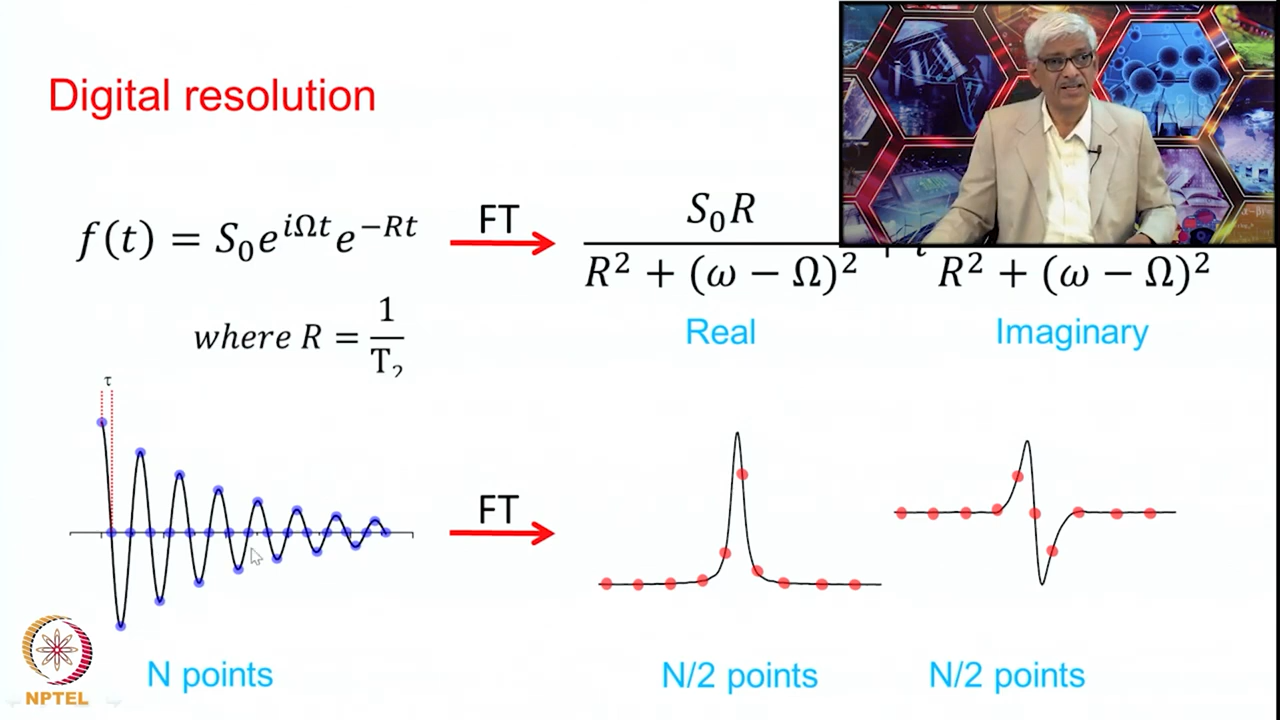 Digital resolution
f(t) = S₀e^{iΩt}e^{−Rt}
FT
S₀R
R² + (ω − Ω)²
R² + (ω − Ω)²
where R = 1/T₂
Real
Imaginary
τ
FT
N points
N/2 points
N/2 points
NPTEL